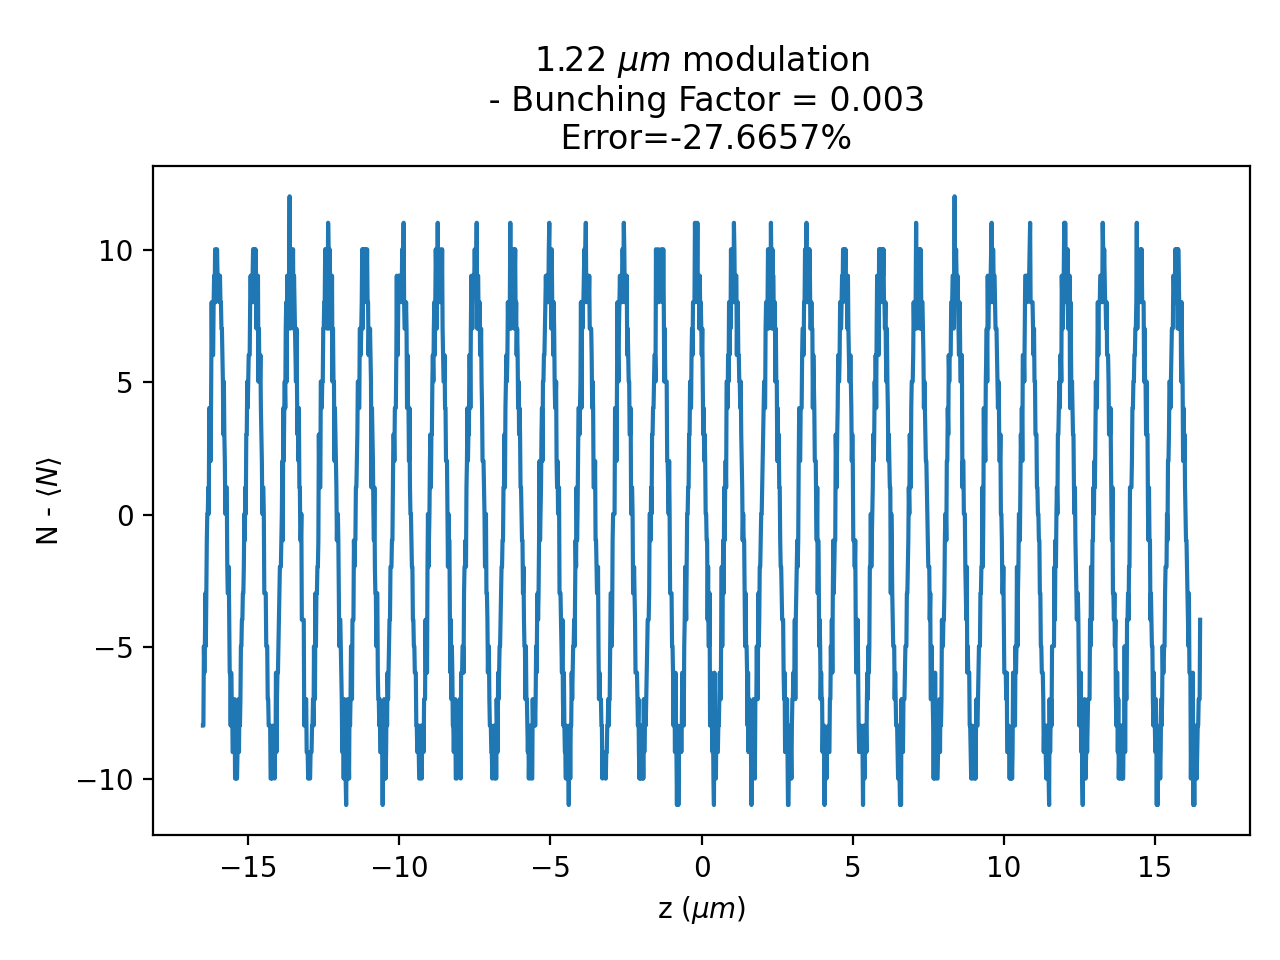 1.22 μm modulation
- Bunching Factor = 0.003
Error=-27.6657%
10
5
0
−5
−10
N - ⟨N⟩
−15 −10 −5 0 5 10 15
z (μm)